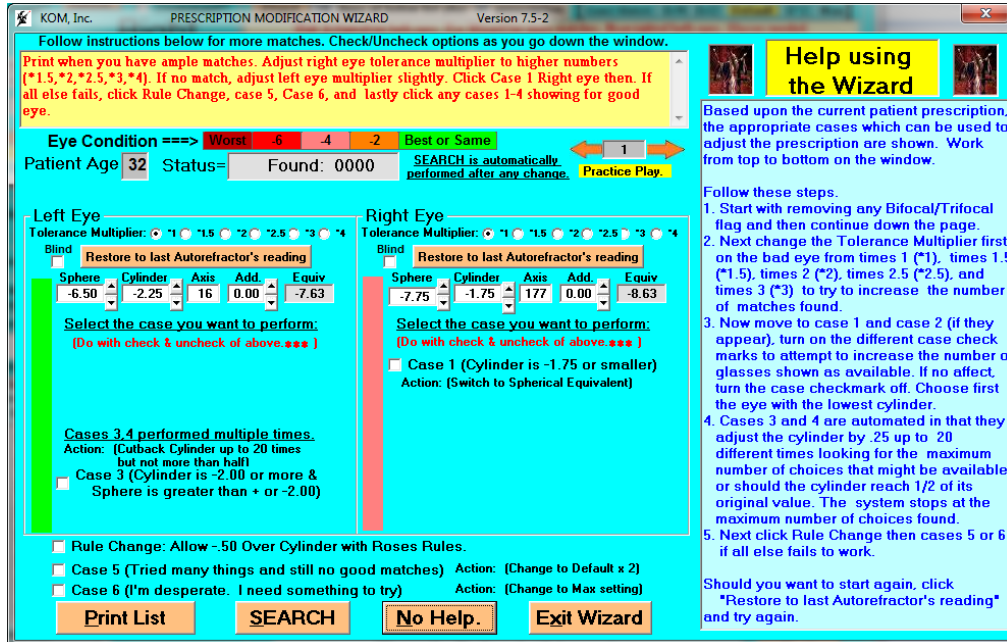 KOM, Inc. PRESCRIPTION MODIFICATION WIZARD Version 7.5-2 x
Follow instructions below for more matches. Check/Uncheck options as you go down the window.
Print when you have ample matches. Adjust right eye tolerance multiplier to higher numbers
(*1.5,*2,*2.5,*3,*4). If no match, adjust left eye multiplier slightly. Click Case 1 Right eye then. If
all else fails, click Rule Change, case 5, Case 6, and lastly click any cases 1-4 showing for good
eye.
Eye Condition ===> Worst -6 -4 -2 Best or Same
Patient Age 32 Status= Found: 0000
SEARCH is automatically
performed after any change.
1
Practice Play.
Left Eye
Tolerance Multiplier: *1 *1.5 *2 *2.5 *3 *4
Blind
Restore to last Autorefractor's reading
Sphere Cylinder Axis Add. Equiv
-6.50 -2.25 16 0.00 -7.63
Select the case you want to perform:
(Do with check & uncheck of above.*** )
Cases 3,4 performed multiple times.
Action: (Cutback Cylinder up to 20 times
but not more than half)
Case 3 (Cylinder is -2.00 or more &
Sphere is greater than + or -2.00)
Right Eye
Tolerance Multiplier: *1 *1.5 *2 *2.5 *3 *4
Blind
Restore to last Autorefractor's reading
Sphere Cylinder Axis Add. Equiv
-7.75 -1.75 177 0.00 -8.63
Select the case you want to perform:
(Do with check & uncheck of above.*** )
Case 1 (Cylinder is -1.75 or smaller)
Action: (Switch to Spherical Equivalent)
Rule Change: Allow -.50 Over Cylinder with Roses Rules.
Case 5 (Tried many things and still no good matches) Action: (Change to Default x 2)
Case 6 (I'm desperate. I need something to try) Action: (Change to Max setting)
Print List SEARCH No Help. Exit Wizard
Help using
the Wizard
Based upon the current patient prescription,
the appropriate cases which can be used to
adjust the prescription are shown. Work
from top to bottom on the window.
Follow these steps.
1. Start with removing any Bifocal/Trifocal
flag and then continue down the page.
2. Next change the Tolerance Multiplier first
on the bad eye from times 1 (*1), times 1.5
(*1.5), times 2 (*2), times 2.5 (*2.5), and
times 3 (*3) to try to increase the number
of matches found.
3. Now move to case 1 and case 2 (if they
appear), turn on the different case check
marks to attempt to increase the number o
glasses shown as available. If no affect,
turn the case checkmark off. Choose first
the eye with the lowest cylinder.
4. Cases 3 and 4 are automated in that they
adjust the cylinder by .25 up to 20
different times looking for the maximum
number of choices that might be available
or should the cylinder reach 1/2 of its
original value. The system stops at the
maximum number of choices found.
5. Next click Rule Change then cases 5 or 6
if all else fails to work.
Should you want to start again, click
"Restore to last Autorefractor's reading"
and try again.